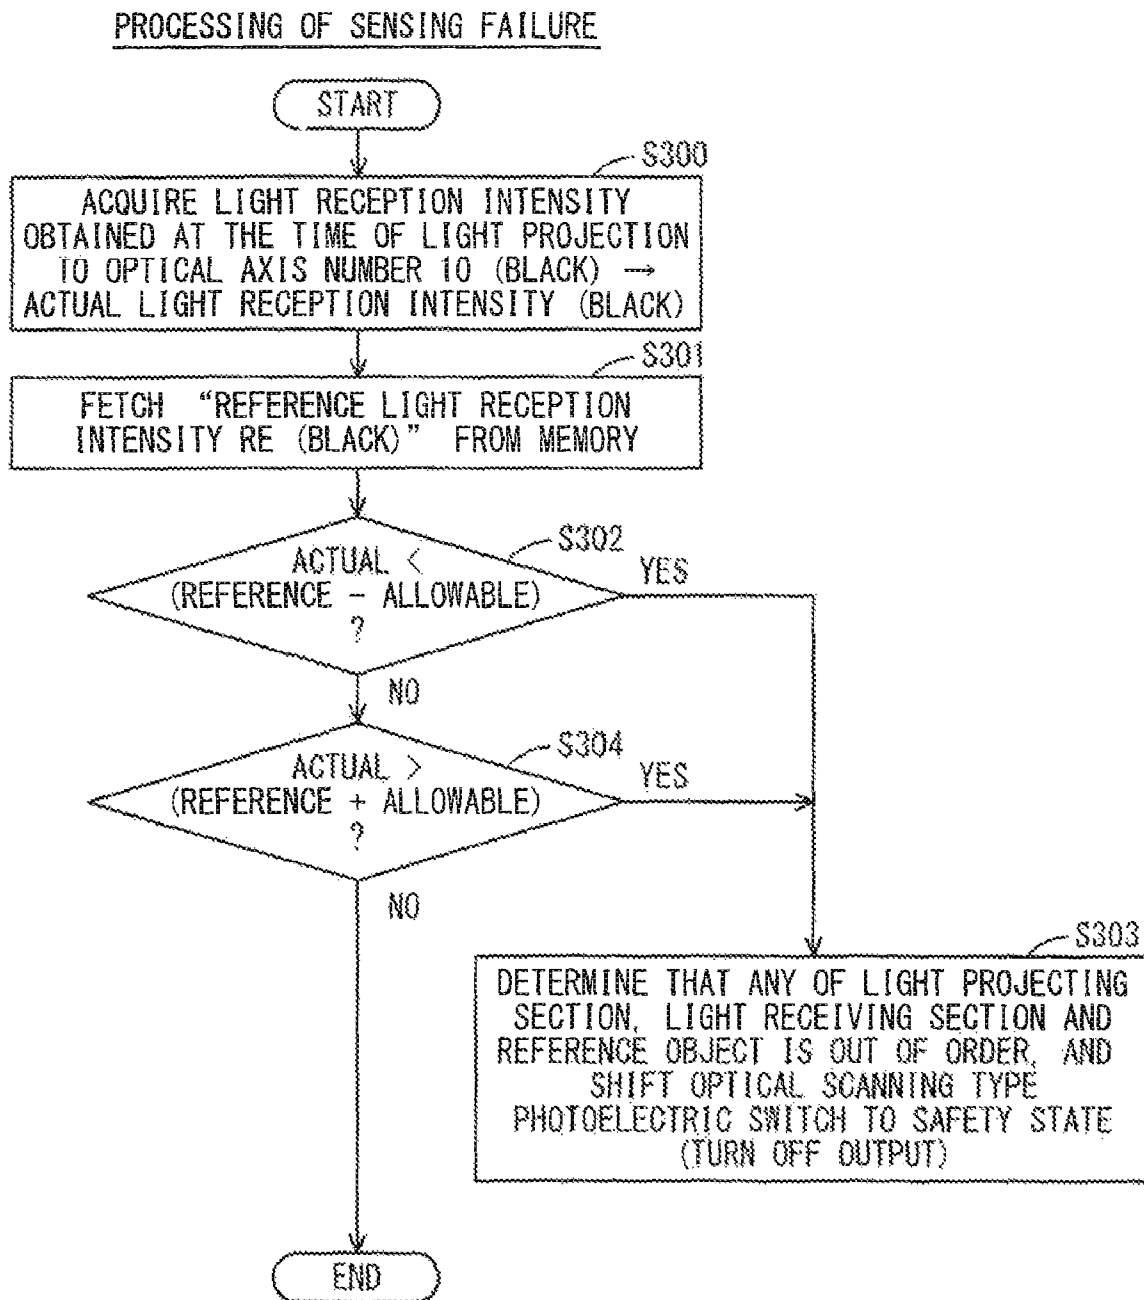 PROCESSING OF SENSING FAILURE
START
S300
ACQUIRE LIGHT RECEPTION INTENSITY
OBTAINED AT THE TIME OF LIGHT PROJECTION
TO OPTICAL AXIS NUMBER 10 (BLACK) →
ACTUAL LIGHT RECEPTION INTENSITY (BLACK)
S301
FETCH “REFERENCE LIGHT RECEPTION
INTENSITY RE (BLACK)” FROM MEMORY
S302
ACTUAL <
(REFERENCE - ALLOWABLE)
?
YES
NO
S304
ACTUAL >
(REFERENCE + ALLOWABLE)
?
YES
NO
S303
DETERMINE THAT ANY OF LIGHT PROJECTING
SECTION, LIGHT RECEIVING SECTION AND
REFERENCE OBJECT IS OUT OF ORDER, AND
SHIFT OPTICAL SCANNING TYPE
PHOTOELECTRIC SWITCH TO SAFETY STATE
(TURN OFF OUTPUT)
END